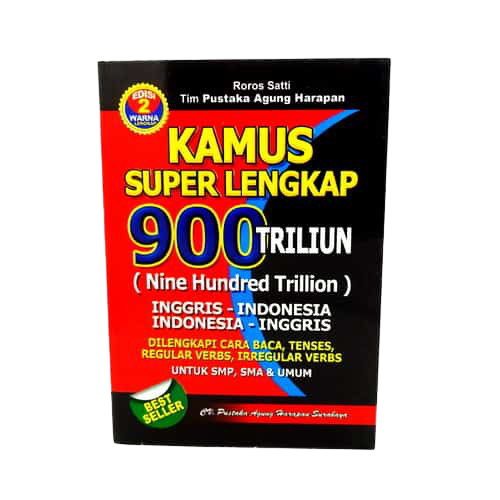 Roros Satti
Tim Pustaka Agung Harapan
EDISI
2
WARNA
LENGKAP
KAMUS
SUPER LENGKAP
900 TRILIUN
( Nine Hundred Trillion )
INGGRIS - INDONESIA
INDONESIA - INGGRIS
DILENGKAPI CARA BACA, TENSES,
REGULAR VERBS, IRREGULAR VERBS
UNTUK SMP, SMA & UMUM
BEST
SELLER
CV. Pustaka Agung Harapan Surabaya